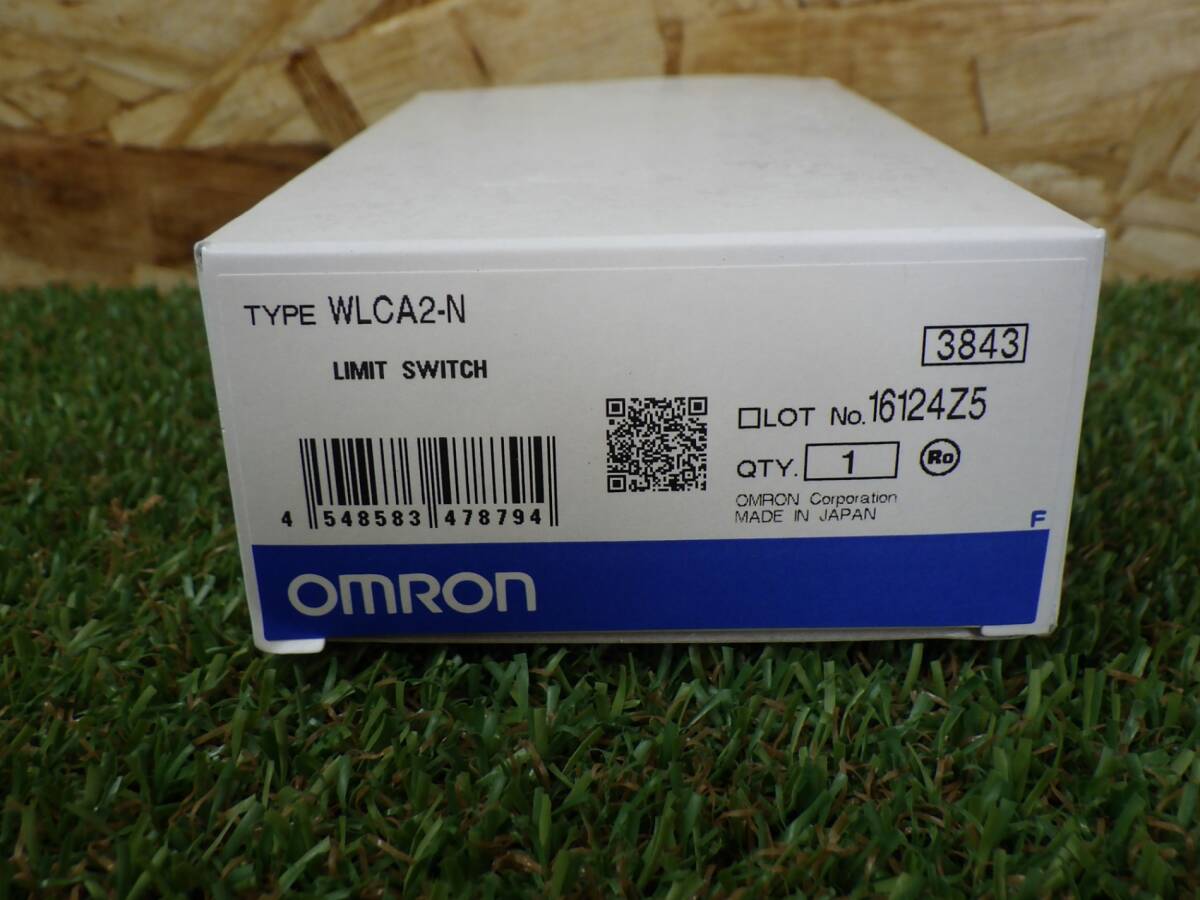 TYPE WLCA2-N
LIMIT SWITCH
3843
LOT No. 16124Z5
QTY. 1 Ro
OMRON Corporation
MADE IN JAPAN
4 548583 478794
F
OMRON